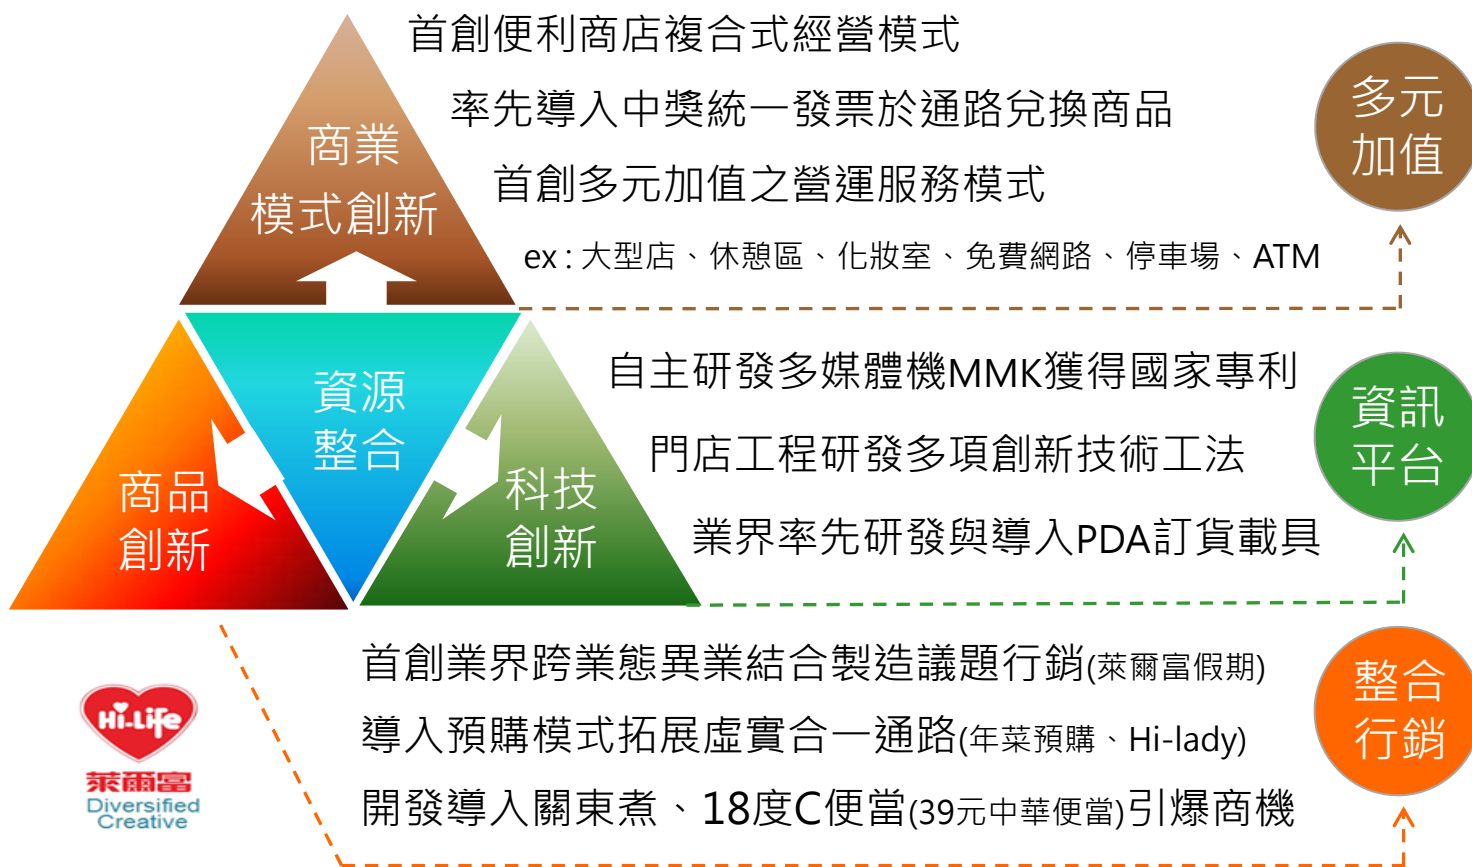 首創便利商店複合式經營模式
率先導入中獎統一發票於通路兌換商品
首創多元加值之營運服務模式
ex : 大型店、休憩區、化妝室、免費網路、停車場、ATM
多元
加值
商業
模式創新
資源
整合
商品
創新
科技
創新
自主研發多媒體機MMK獲得國家專利
門店工程研發多項創新技術工法
業界率先研發與導入PDA訂貨載具
資訊
平台
首創業界跨業態異業結合製造議題行銷(萊爾富假期)
導入預購模式拓展虛實合一通路(年菜預購、Hi-lady)
開發導入關東煮、18度C便當(39元中華便當)引爆商機
整合
行銷
Hi-Life
萊爾富
Diversified
Creative